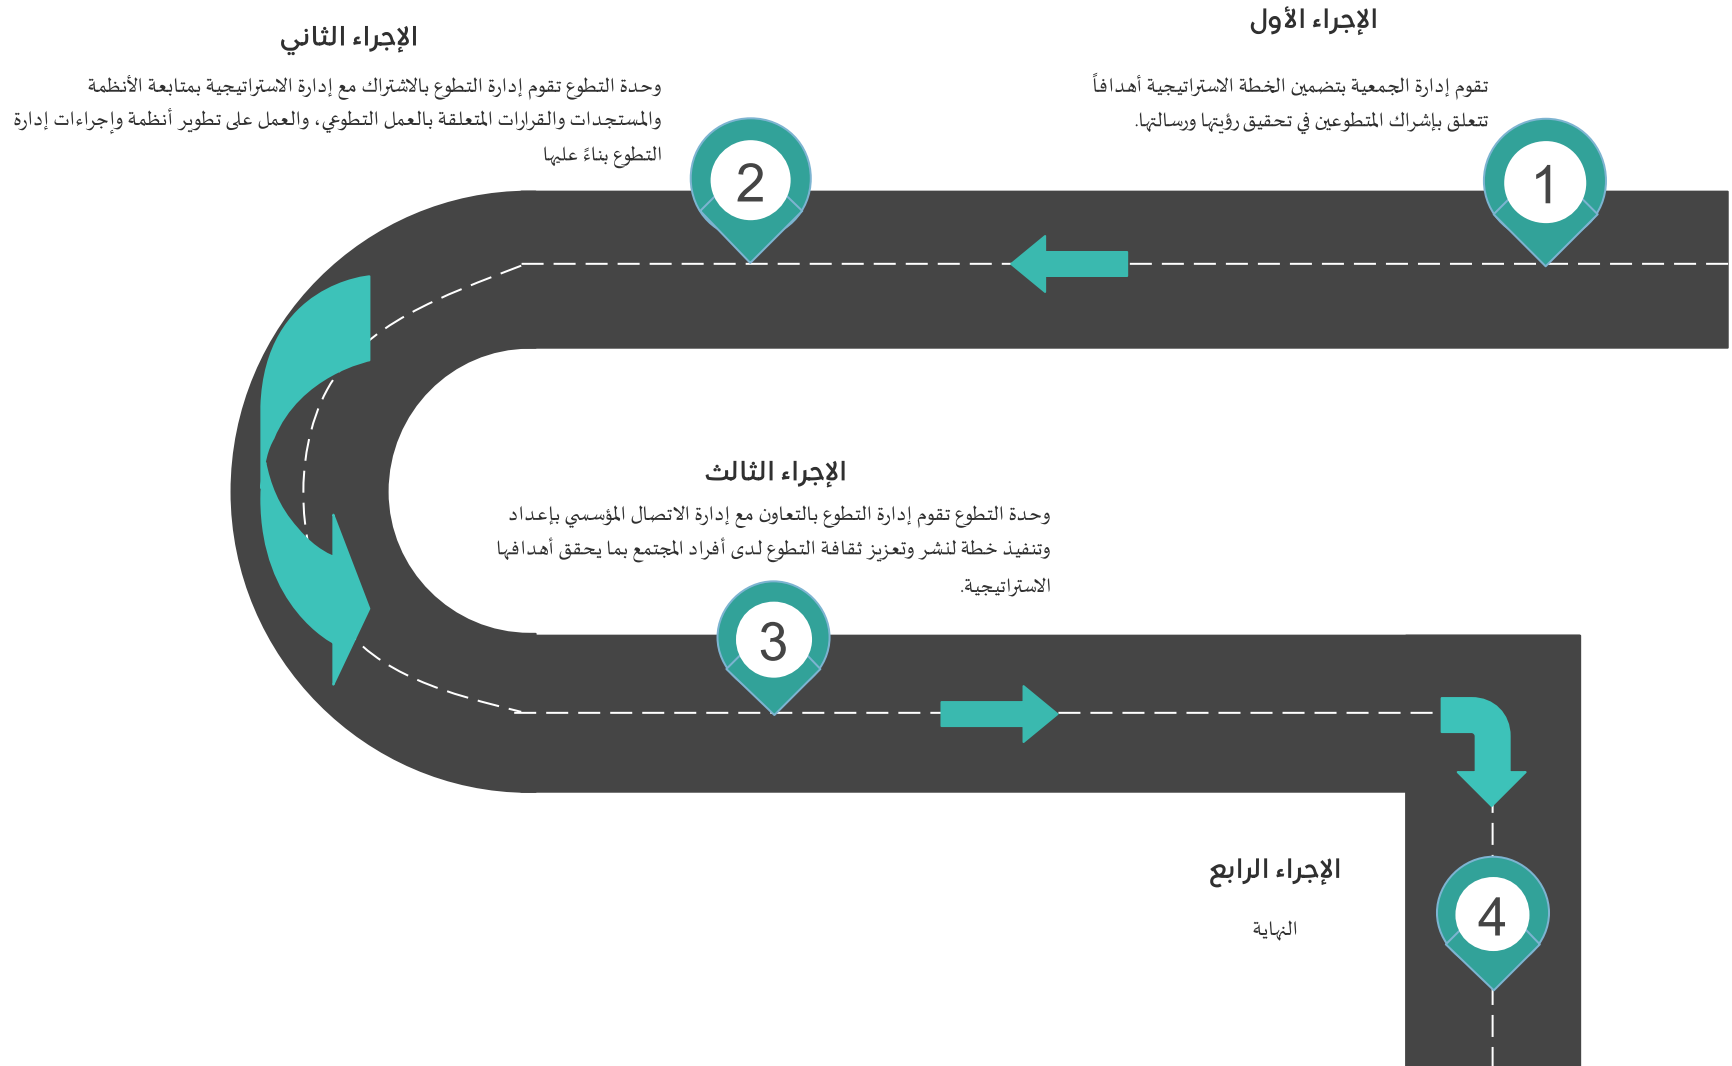 الإجراء الأول
تقوم إدارة الجمعية بتضمين الخطة الاستراتيجية أهدافاً
تتعلق بإشراك المتطوعين في تحقيق رؤيتها ورسالتها.
1
الإجراء الثاني
وحدة التطوع تقوم إدارة التطوع بالاشتراك مع إدارة الاستراتيجية بمتابعة الأنظمة
والمستجدات والقرارات المتعلقة بالعمل التطوعي، والعمل على تطوير أنظمة وإجراءات إدارة
التطوع بناءً عليها
2
الإجراء الثالث
وحدة التطوع تقوم إدارة التطوع بالتعاون مع إدارة الاتصال المؤسسي بإعداد
وتنفيذ خطة لنشر وتعزيز ثقافة التطوع لدى أفراد المجتمع بما يحقق أهدافها
الاستراتيجية.
3
الإجراء الرابع
النهاية
4